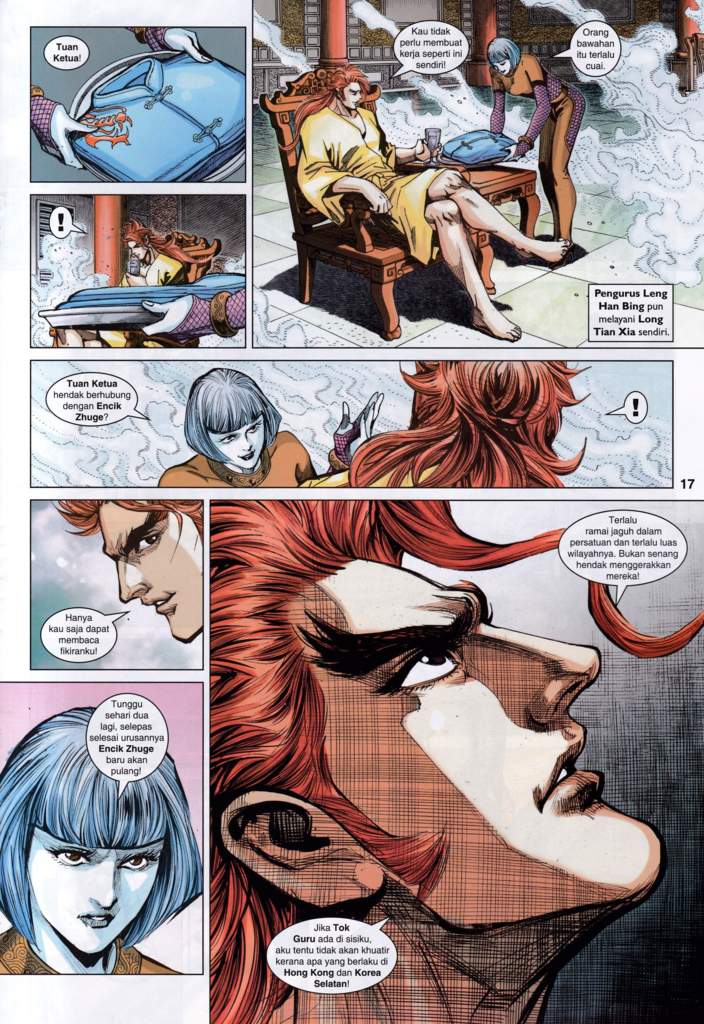 Tuan
Ketua!
Kau tidak
perlu membuat
kerja seperti ini
sendiri!
Orang
bawahan
itu terlalu
cuai.
!
Pengurus Leng
Han Bing pun
melayani Long
Tian Xia sendiri.
Tuan Ketua
hendak berhubung
dengan Encik
Zhuge?
!
17
Hanya
kau saja dapat
membaca
fikiranku!
Terlalu
ramai jaguh dalam
persatuan dan terlalu luas
wilayahnya. Bukan senang
hendak menggerakkan
mereka!
Tunggu
sehari dua
lagi, selepas
selesai urusannya
Encik Zhuge
baru akan
pulang!
Jika Tok
Guru ada di sisiku,
aku tentu tidak akan khuatir
kerana apa yang berlaku di
Hong Kong dan Korea
Selatan!